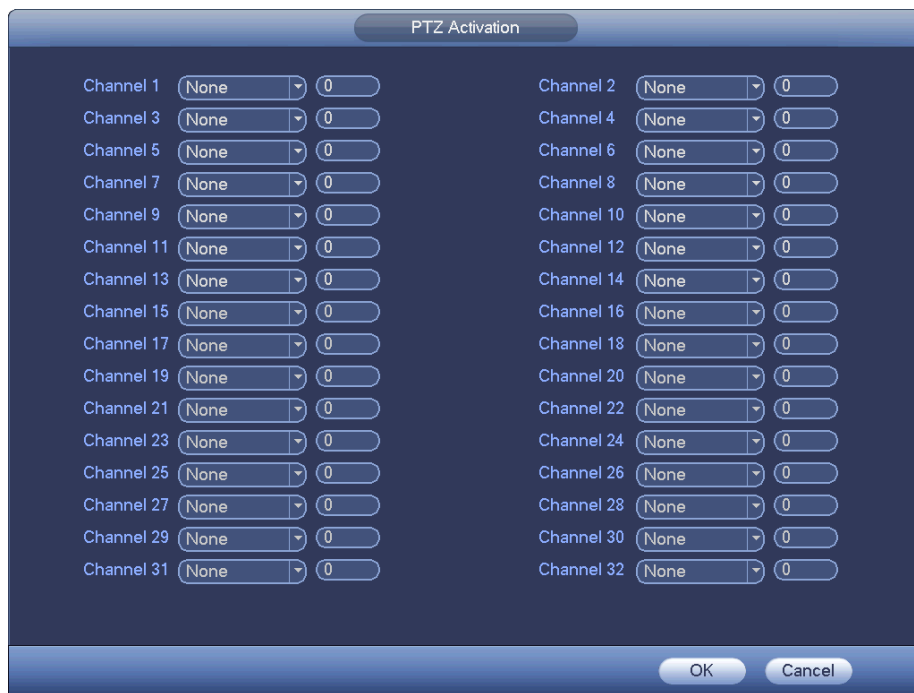 PTZ Activation
Channel 1 None 0 Channel 2 None 0
Channel 3 None 0 Channel 4 None 0
Channel 5 None 0 Channel 6 None 0
Channel 7 None 0 Channel 8 None 0
Channel 9 None 0 Channel 10 None 0
Channel 11 None 0 Channel 12 None 0
Channel 13 None 0 Channel 14 None 0
Channel 15 None 0 Channel 16 None 0
Channel 17 None 0 Channel 18 None 0
Channel 19 None 0 Channel 20 None 0
Channel 21 None 0 Channel 22 None 0
Channel 23 None 0 Channel 24 None 0
Channel 25 None 0 Channel 26 None 0
Channel 27 None 0 Channel 28 None 0
Channel 29 None 0 Channel 30 None 0
Channel 31 None 0 Channel 32 None 0
OK Cancel